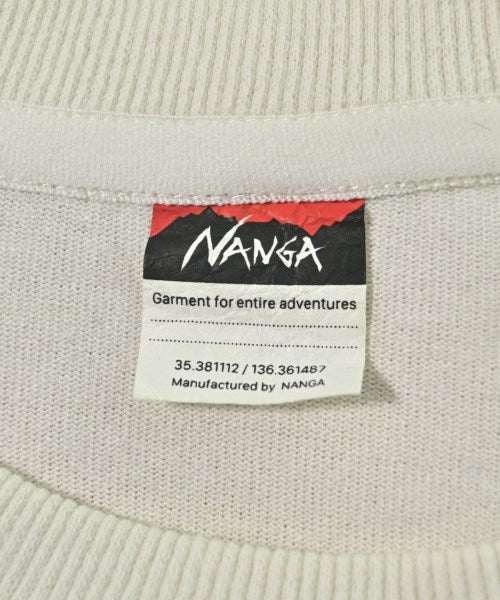 NANGA
Garment for entire adventures
35.381112 / 136.361487
Manufactured by NANGA